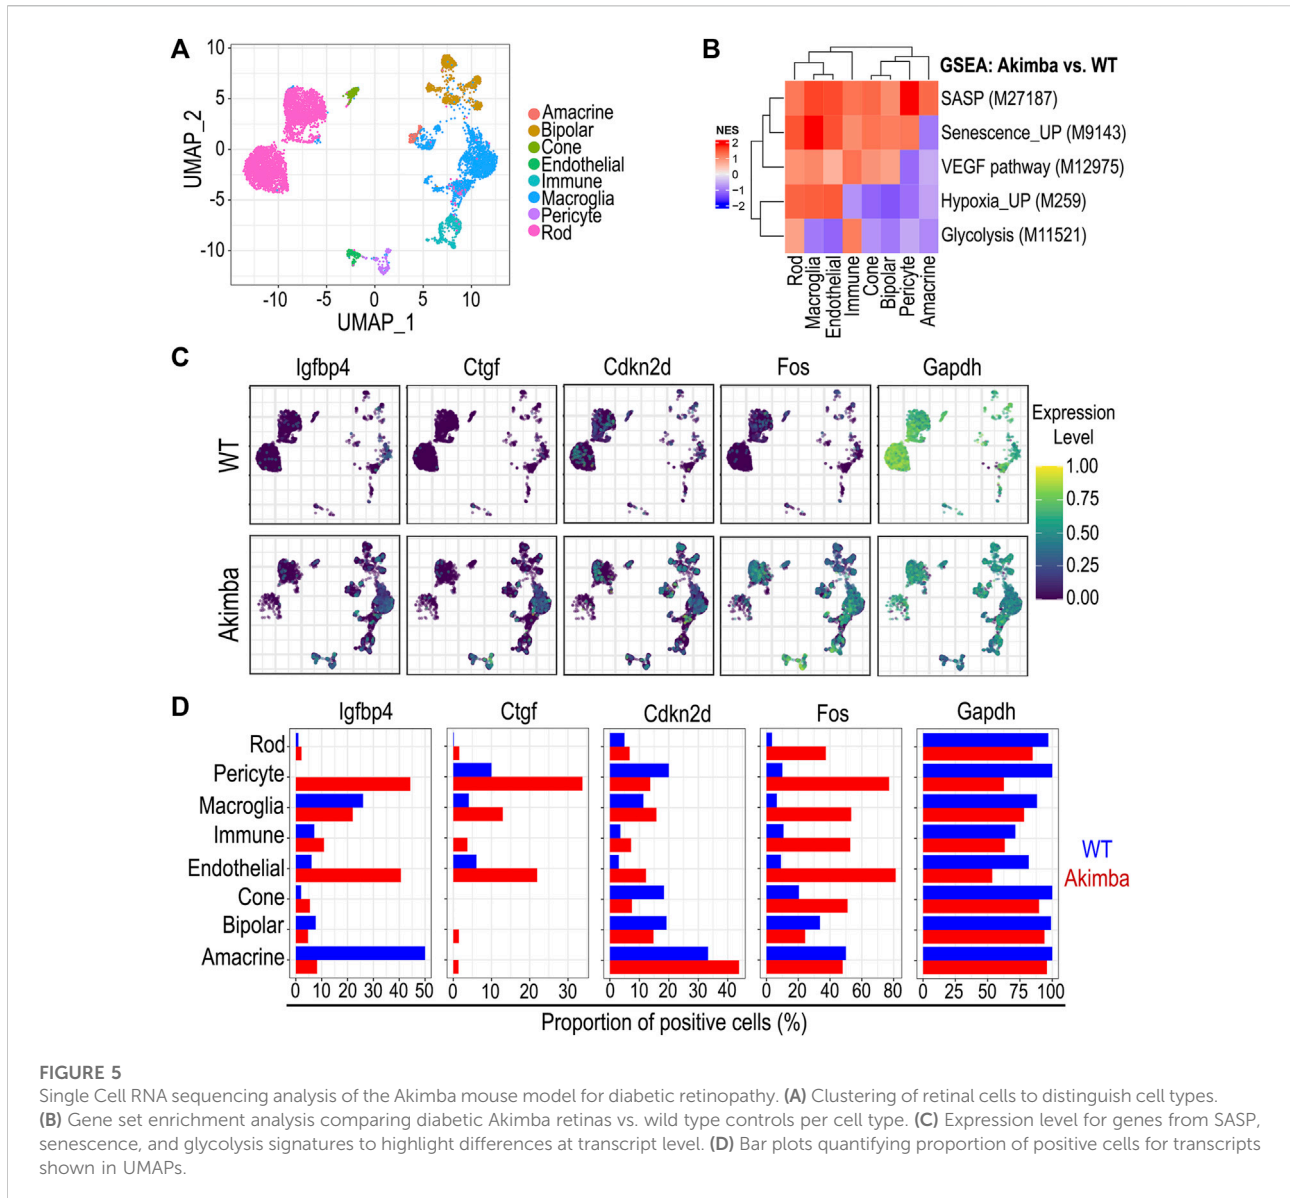 A
10
5
0
-5
-10
UMAP_2
-10 -5 0 5 10
UMAP_1
Amacrine
Bipolar
Cone
Endothelial
Immune
Macroglia
Pericyte
Rod
B
GSEA: Akimba vs. WT
NES
2
1
0
−1
−2
SASP (M27187)
Senescence_UP (M9143)
VEGF pathway (M12975)
Hypoxia_UP (M259)
Glycolysis (M11521)
Rod
Macroglia
Endothelial
Immune
Cone
Bipolar
Pericyte
Amacrine
C
Igfbp4 Ctgf Cdkn2d Fos Gapdh
WT
Akimba
Expression
Level
1.00
0.75
0.50
0.25
0.00
D
Igfbp4 Ctgf Cdkn2d Fos Gapdh
Rod
Pericyte
Macroglia
Immune
Endothelial
Cone
Bipolar
Amacrine
WT
Akimba
0 10 20 30 40 50 0 10 20 30 0 10 20 30 40 0 20 40 60 80 0 25 50 75 100
Proportion of positive cells (%)
FIGURE 5
Single Cell RNA sequencing analysis of the Akimba mouse model for diabetic retinopathy. (A) Clustering of retinal cells to distinguish cell types.
(B) Gene set enrichment analysis comparing diabetic Akimba retinas vs. wild type controls per cell type. (C) Expression level for genes from SASP,
senescence, and glycolysis signatures to highlight differences at transcript level. (D) Bar plots quantifying proportion of positive cells for transcripts
shown in UMAPs.